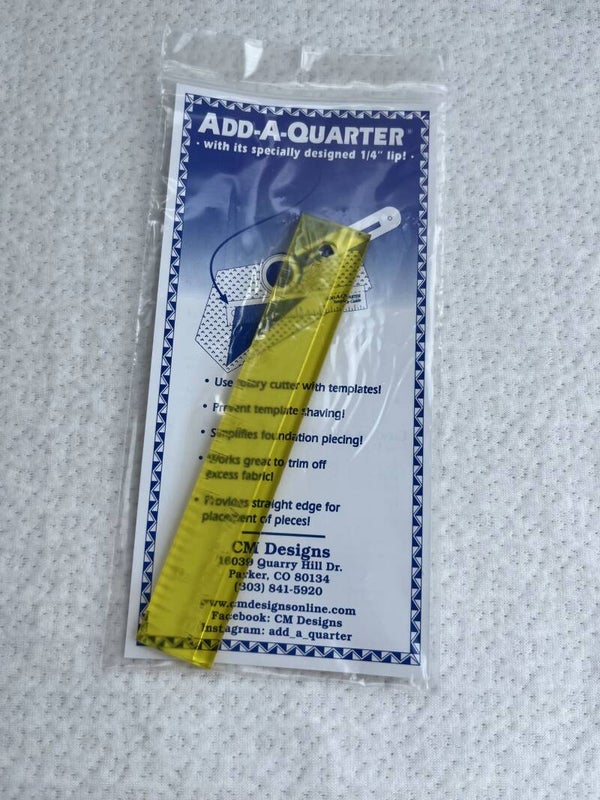 ADD-A-QUARTER®
· with its specially designed 1/4" lip! ·
ADD-A-QUARTER
• Use rotary cutter with templates!
• Prevent template shaving!
• Simplifies foundation piecing!
• Works great to trim off
excess fabric!
• Provides straight edge for
placement of pieces!
CM Designs
16039 Quarry Hill Dr.
Parker, CO 80134
(303) 841-5920
www.cmdesignsonline.com
Facebook: CM Designs
Instagram: add_a_quarter